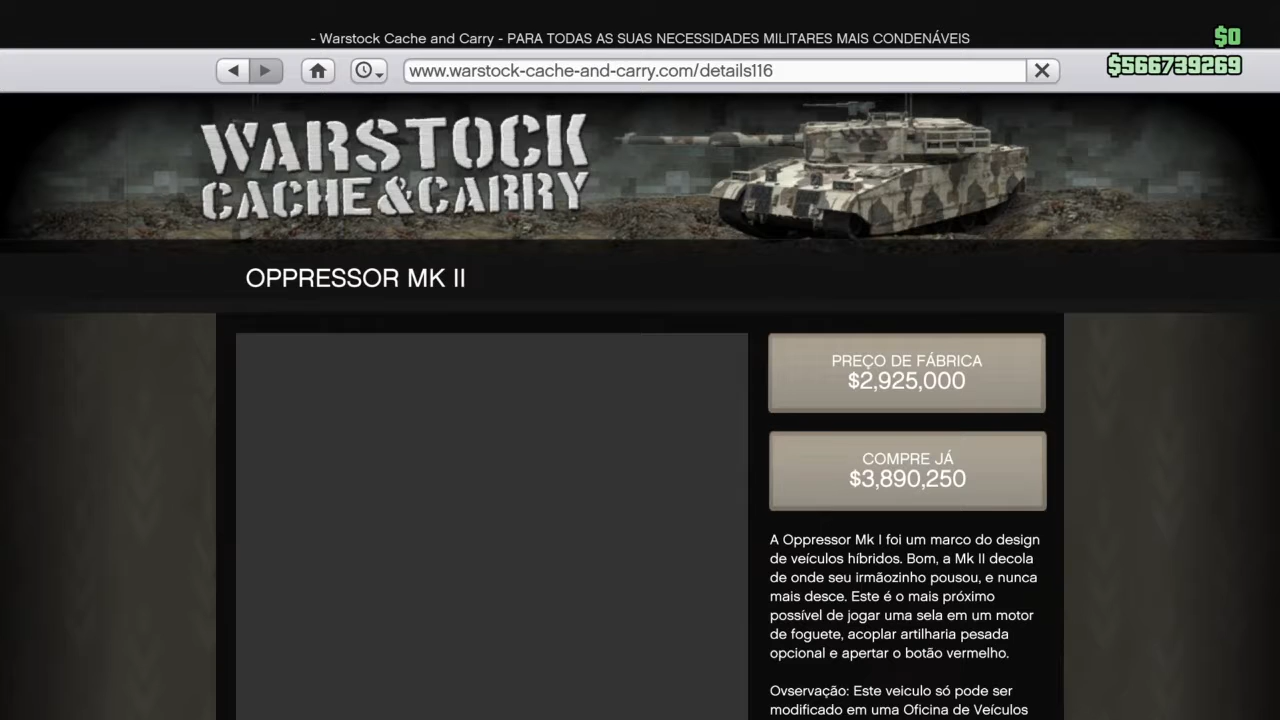 - Warstock Cache and Carry - PARA TODAS AS SUAS NECESSIDADES MILITARES MAIS CONDENÁVEIS
$0
www.warstock-cache-and-carry.com/details116
$566739269
WARSTOCK
CACHE&CARRY
OPPRESSOR MK II
PREÇO DE FÁBRICA
$2,925,000
COMPRE JÁ
$3,890,250
A Oppressor Mk I foi um marco do design
de veículos híbridos. Bom, a Mk II decola
de onde seu irmãozinho pousou, e nunca
mais desce. Este é o mais próximo
possível de jogar uma sela em um motor
de foguete, acoplar artilharia pesada
opcional e apertar o botão vermelho.
Ovservação: Este veiculo só pode ser
modificado em uma Oficina de Veículos